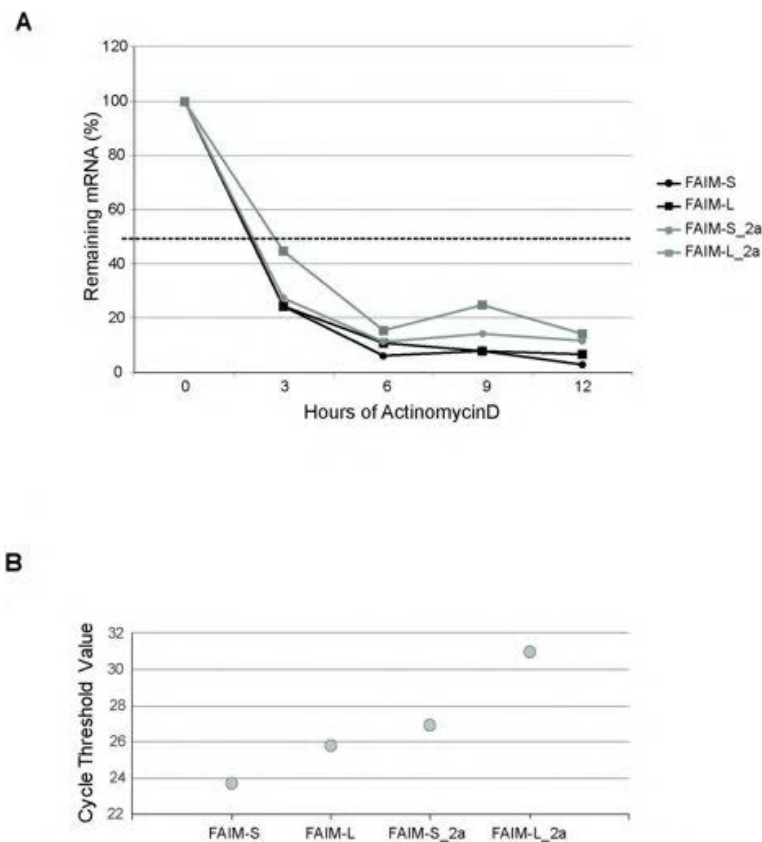 A
120
100
80
60
40
20
0
Remaining mRNA (%)
0 3 6 9 12
Hours of ActinomycinD
FAIM-S
FAIM-L
FAIM-S_2a
FAIM-L_2a
B
32
30
28
26
24
22
Cycle Threshold Value
FAIM-S FAIM-L FAIM-S_2a FAIM-L_2a